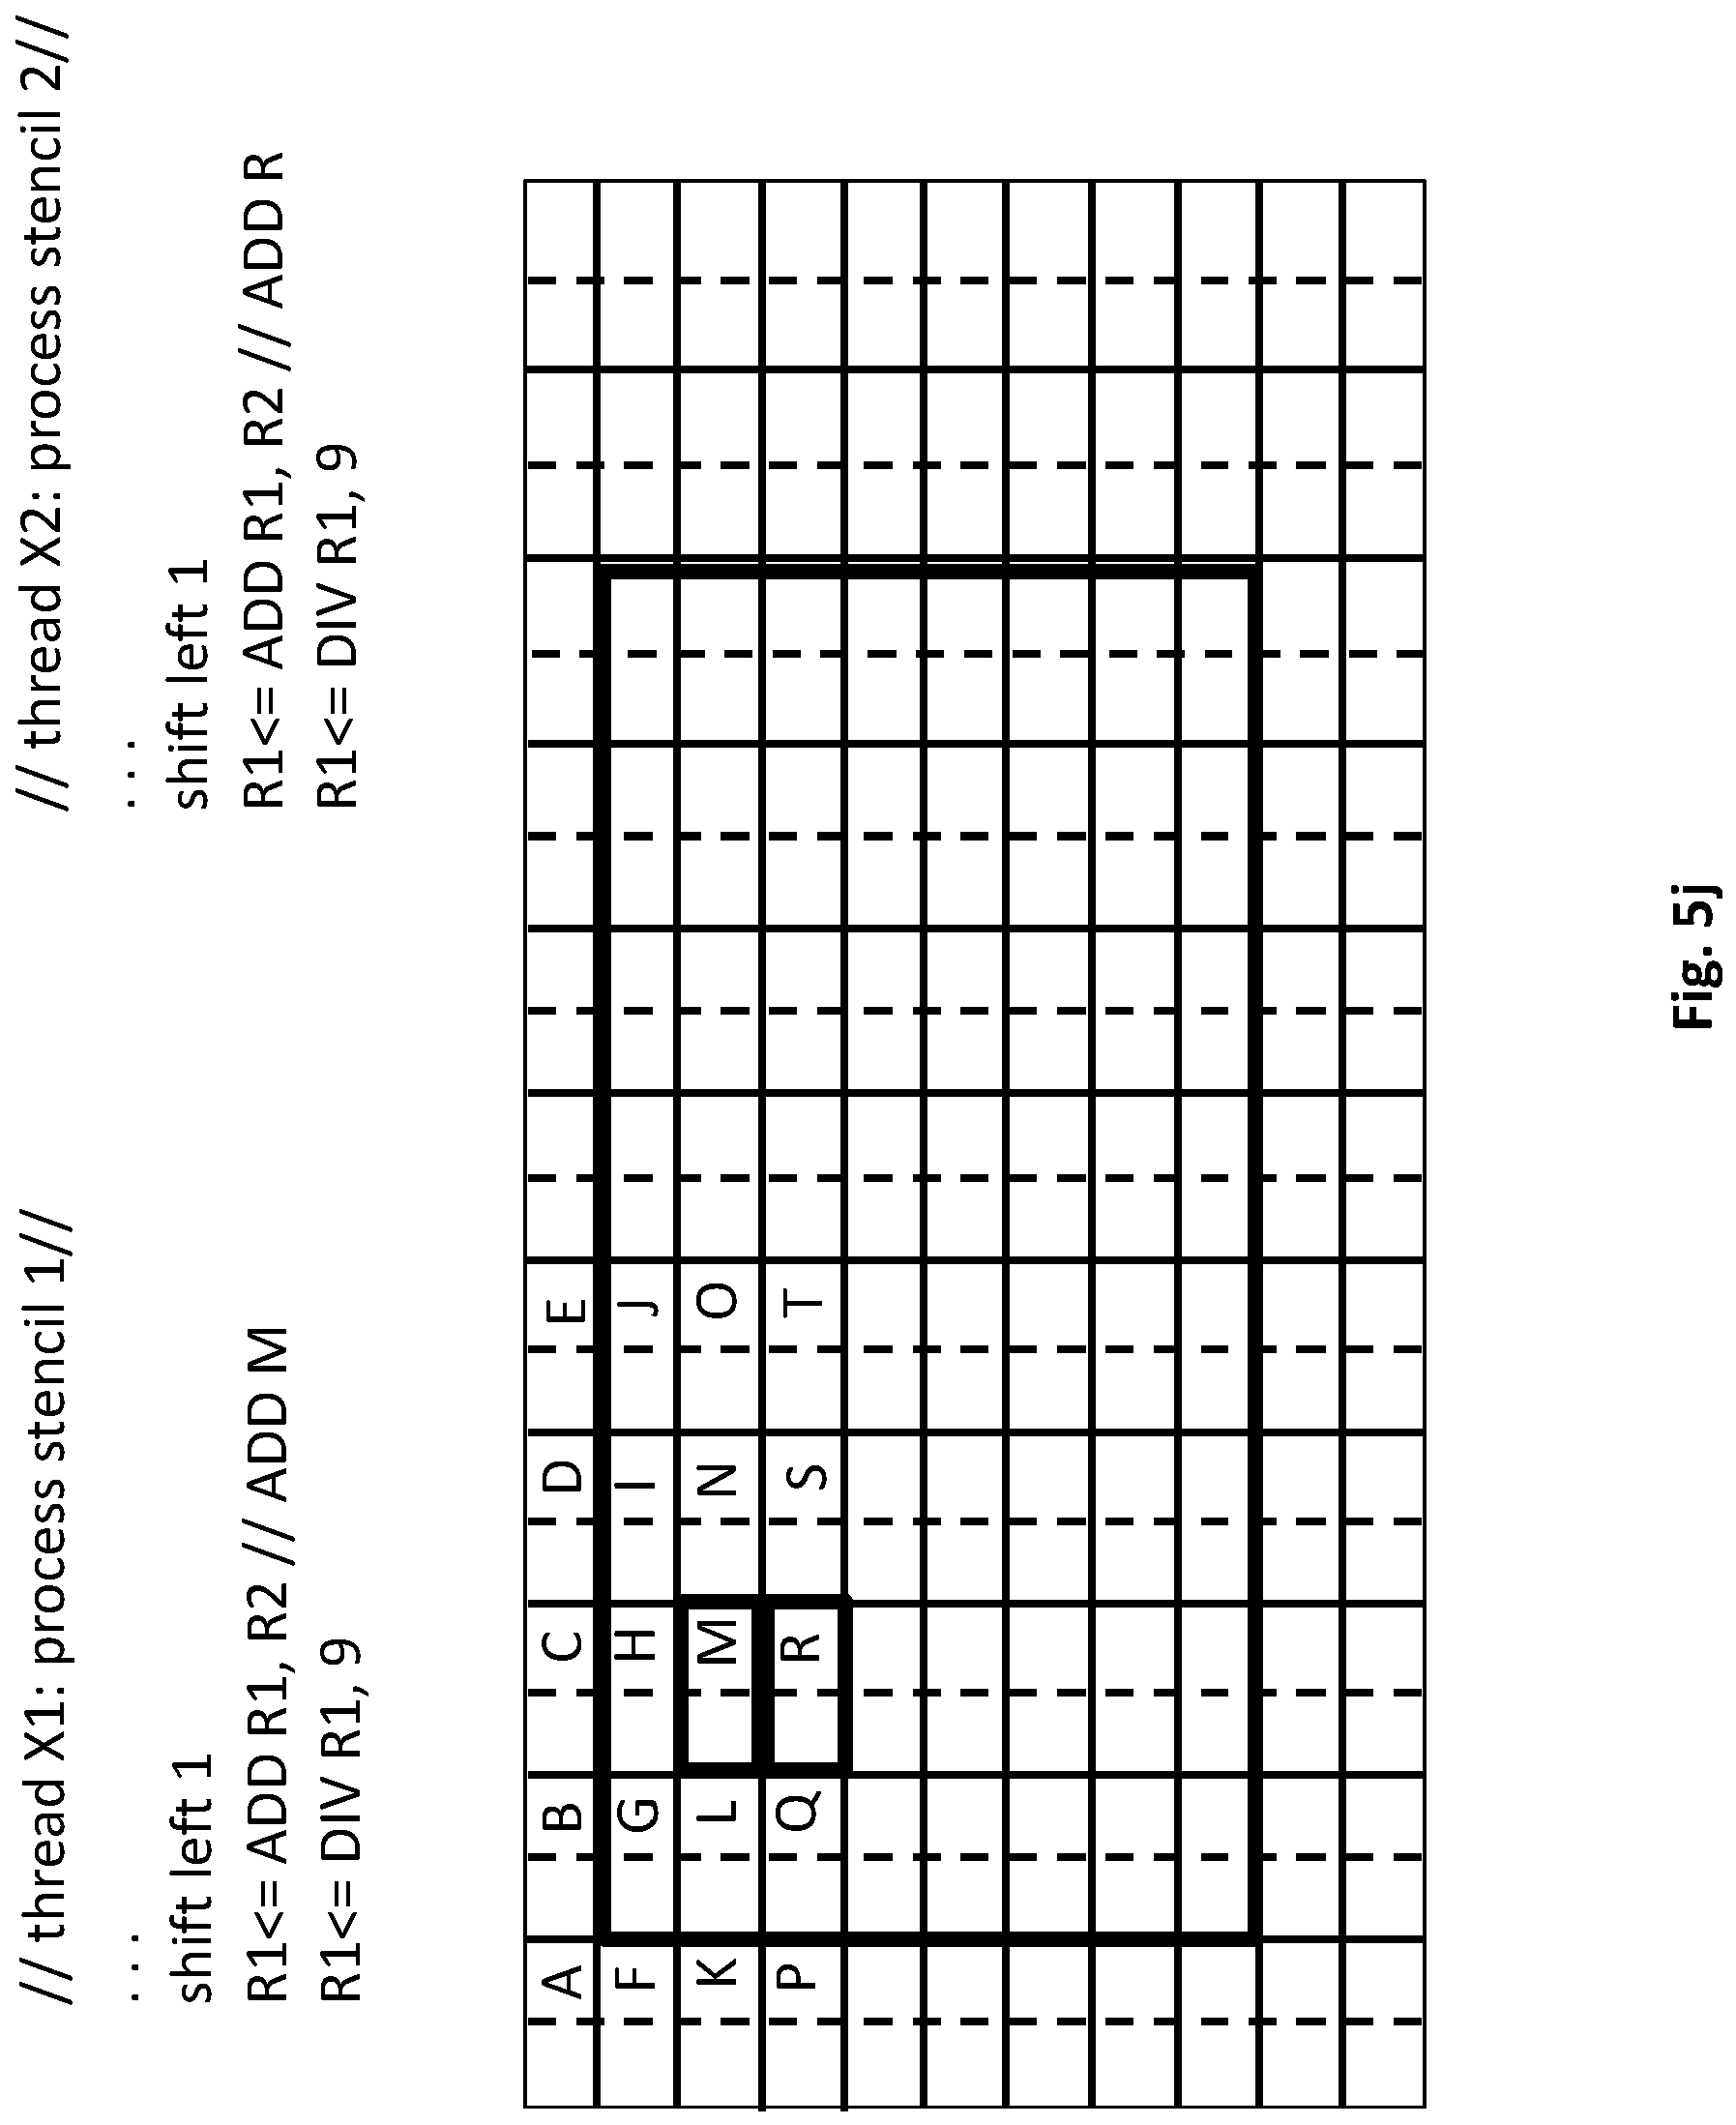 // thread X1: process stencil 1//
. . .
shift left 1
R1<= ADD R1, R2 // ADD M
R1<= DIV R1, 9
// thread X2: process stencil 2//
. . .
shift left 1
R1<= ADD R1, R2 // ADD R
R1<= DIV R1, 9
A B C D E
F G H I J
K L M N O
P Q R S T
Fig. 5j